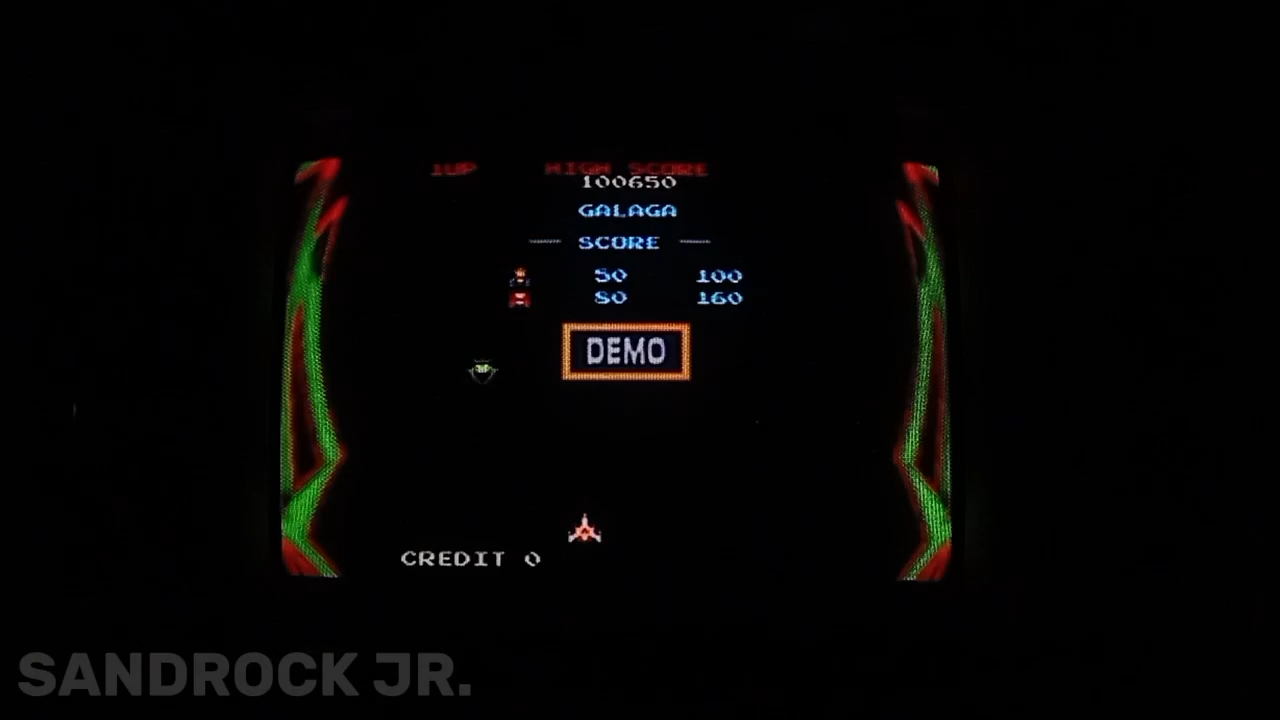 1UP HIGH SCORE
100650
GALAGA
SCORE
50 100
80 160
DEMO
CREDIT 0
SANDROCK JR.